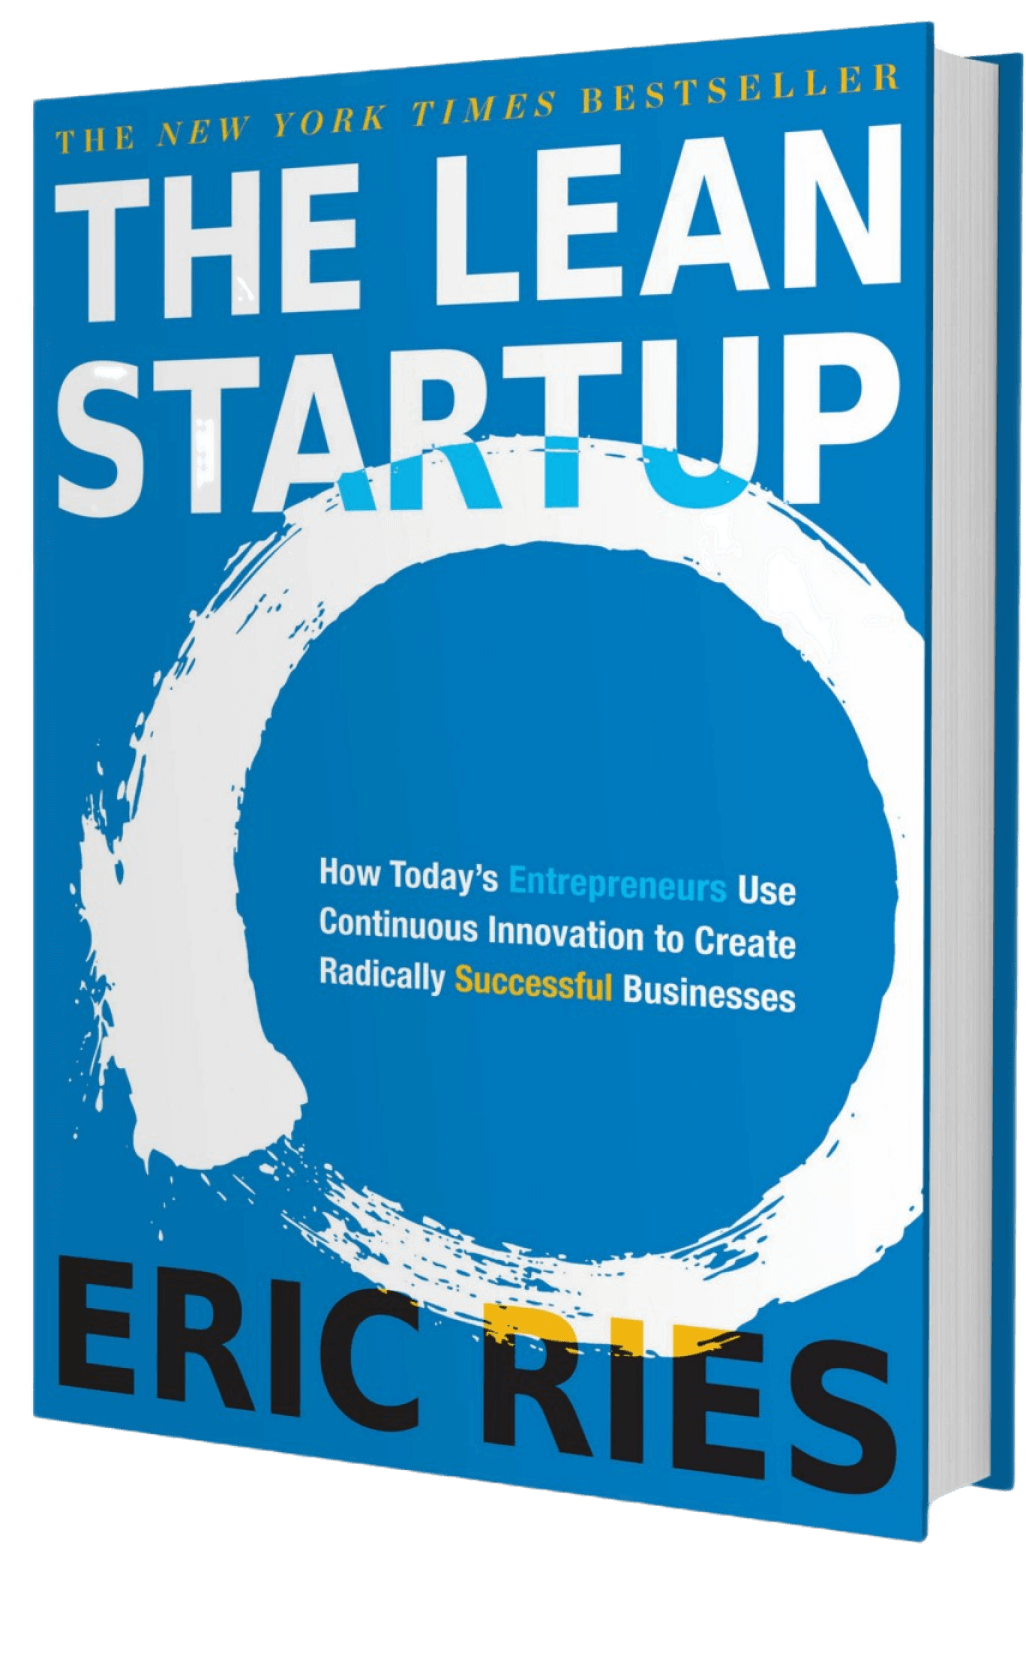 THE NEW YORK TIMES BESTSELLER
THE LEAN
STARTUP
How Today's Entrepreneurs Use
Continuous Innovation to Create
Radically Successful Businesses
ERIC RIES